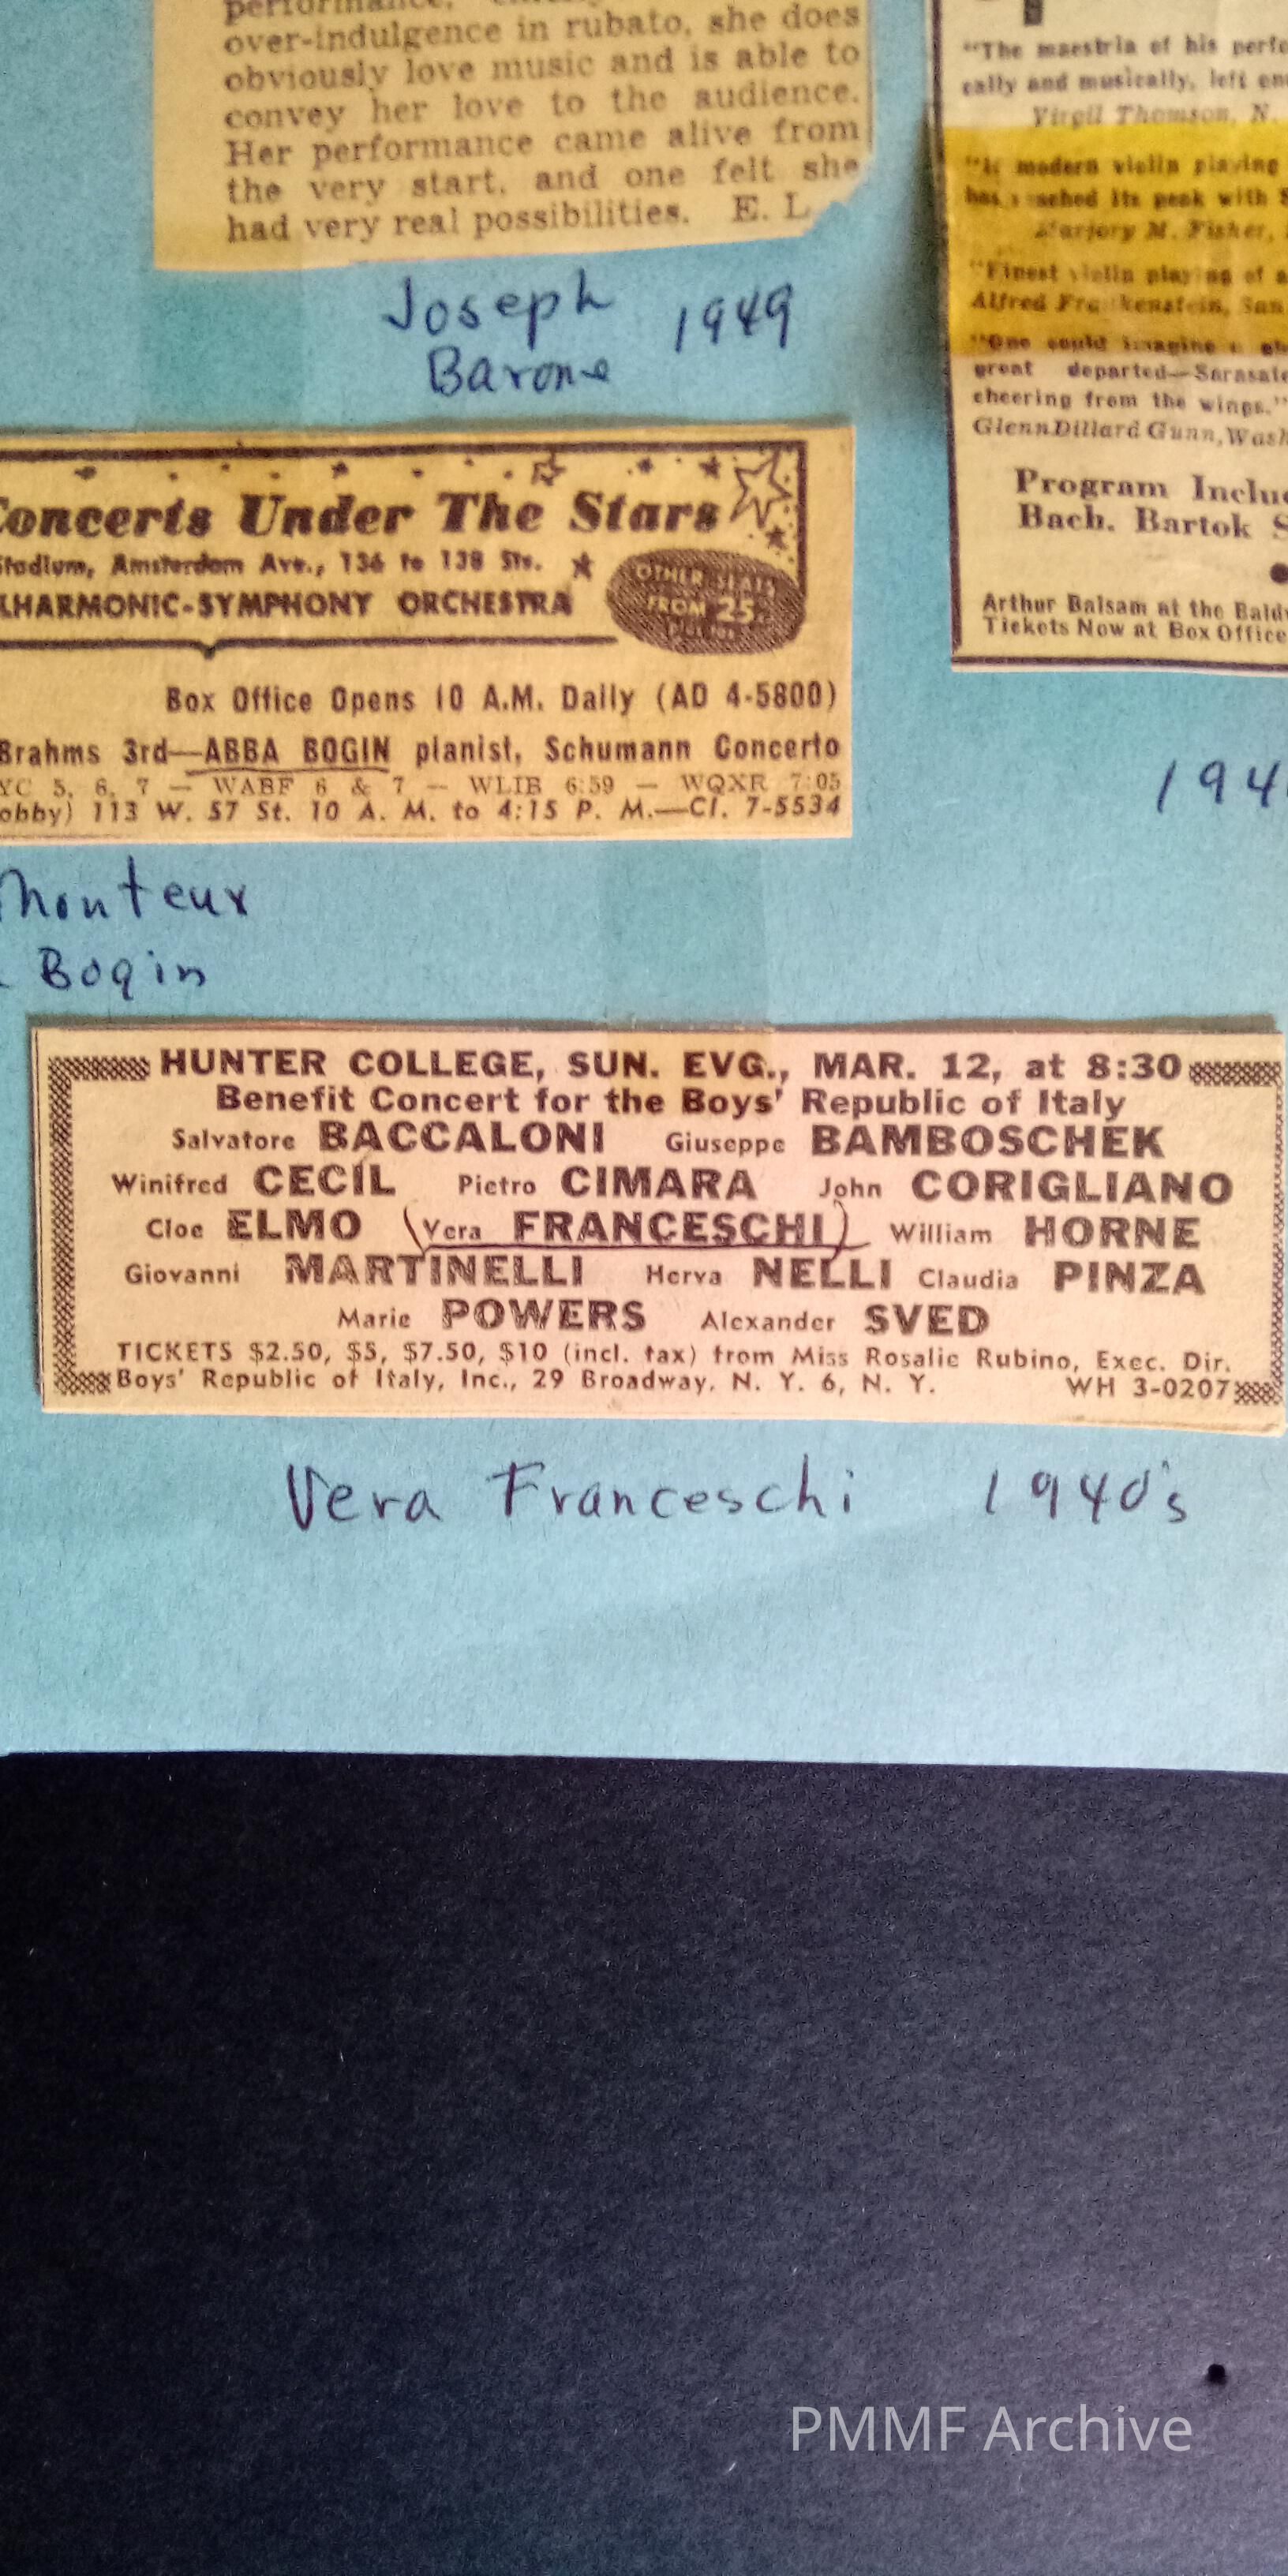 over-indulgence in rubato, she does
obviously love music and is able to
convey her love to the audience.
Her performance came alive from
the very start, and one felt she
had very real possibilities. E. L.
Joseph 1949
Barone
"The maestria of his perfo
cally and musically, left
Virgil Thomson, N.
modern violin playing
its peak with
Marjory M. Fisher,
"Finest violin playing of a
Alfred Frankenstein, San
"One could imagine
great departed—Sarasate
cheering from the wings."
Glenn Dillard Gunn, Wash
Program Inclu
Bach. Bartok S
Arthur Balsam at the Bald
Tickets Now at Box Office
194
Concerts Under The Stars
Stadium, Amsterdam Ave., 136 to 138 Sts.
LHARMONIC-SYMPHONY ORCHESTRA
OTHER SEATS
FROM 25
Box Office Opens 10 A.M. Daily (AD 4-5800)
Brahms 3rd—ABBA BOGIN pianist, Schumann Concerto
YC 5, 6, 7 — WABF 6 & 7 — WLIB 6:59 — WQXR 7:05
obby) 113 W. 57 St. 10 A. M. to 4:15 P. M.—CI. 7-5534
Monteux
Bogin
HUNTER COLLEGE, SUN. EVG., MAR. 12, at 8:30
Benefit Concert for the Boys' Republic of Italy
Salvatore BACCALONI Giuseppe BAMBOSCHEK
Winifred CECIL Pietro CIMARA John CORIGLIANO
Cloe ELMO (Vera FRANCESCHI) William HORNE
Giovanni MARTINELLI Herva NELLI Claudia PINZA
Marie POWERS Alexander SVED
TICKETS $2.50, $5, $7.50, $10 (incl. tax) from Miss Rosalie Rubino, Exec. Dir.
Boys' Republic of Italy, Inc., 29 Broadway, N. Y. 6, N. Y. WH 3-0207
Vera Franceschi 1940's
PMMF Archive